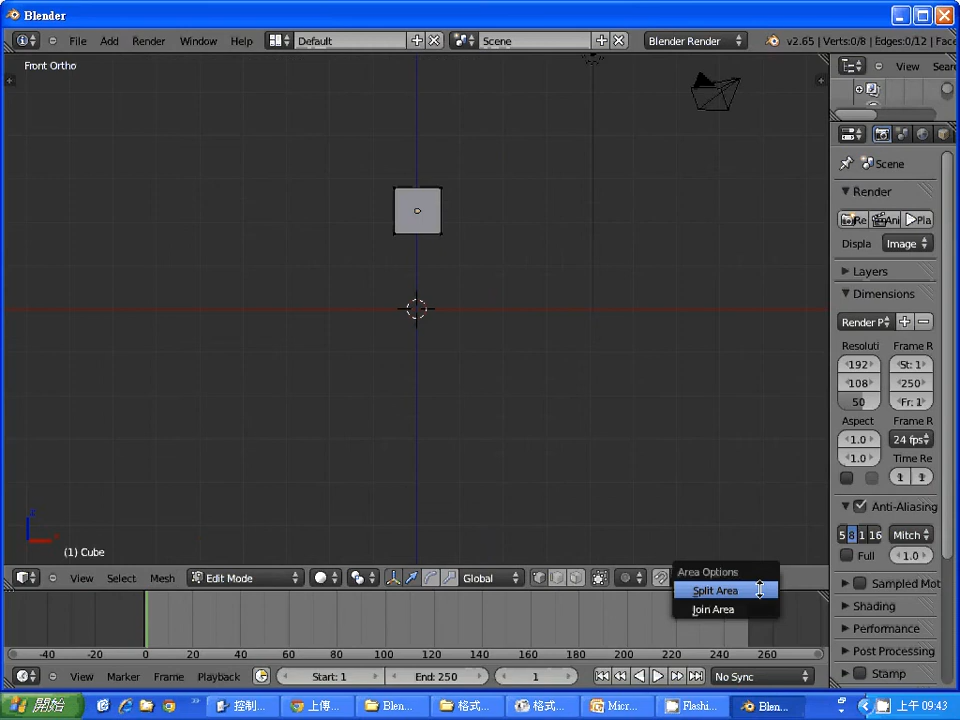 Blender
File Add Render Window Help Default Scene Blender Render v2.65 | Verts:0/8 | Edges:0/12 | Face
Front Ortho
View Sear
Scene
Render
Re Ani Pla
Displa Image
Layers
Dimensions
Render P
Resoluti Frame R
192 St: 1
108 250
50 Fr: 1
Aspect Frame R
1.0 24 fps
1.0 Time Re
1 1
Anti-Aliasing
5 8 1 16 Mitch
Full 1.0
Sampled Mot
Shading
Performance
Post Processing
Stamp
(1) Cube
View Select Mesh Edit Mode Global
Area Options
Split Area
Join Area
-40 -20 0 20 40 60 80 100 120 140 160 180 200 220 240 260
View Marker Frame Playback Start: 1 End: 250 1 No Sync
開始 控制... 上傳... Blen... 格式... 格式... Micr... Flashi... Blen... 上午 09:43